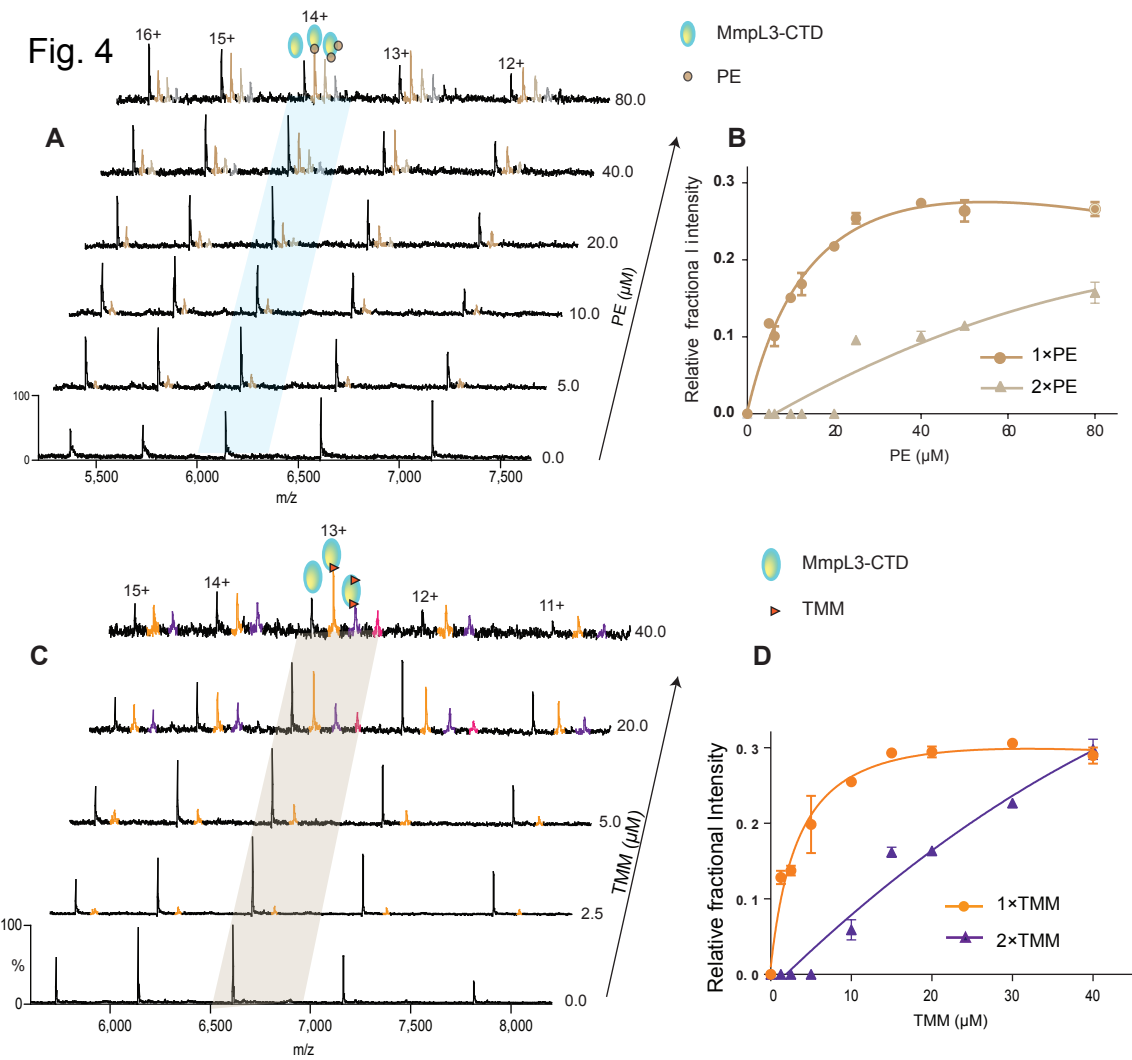 Fig. 4
16+
15+
14+
13+
12+
MmpL3-CTD
PE
80.0
A
40.0
20.0
10.0
5.0
0.0
PE (µM)
100
0
5,500
6,000
6,500
7,000
7,500
m/z
B
Relative fractional l intensity
0.3
0.2
0.1
0.0
0
20
40
60
80
PE (µM)
1×PE
2×PE
15+
14+
13+
12+
11+
MmpL3-CTD
TMM
40.0
C
20.0
5.0
2.5
0.0
TMM (µM)
100
%
0
6,000
6,500
7,000
7,500
8,000
m/z
D
Relative fractional Intensity
0.3
0.2
0.1
0. 0
0
10
20
30
40
TMM (µM)
1×TMM
2×TMM